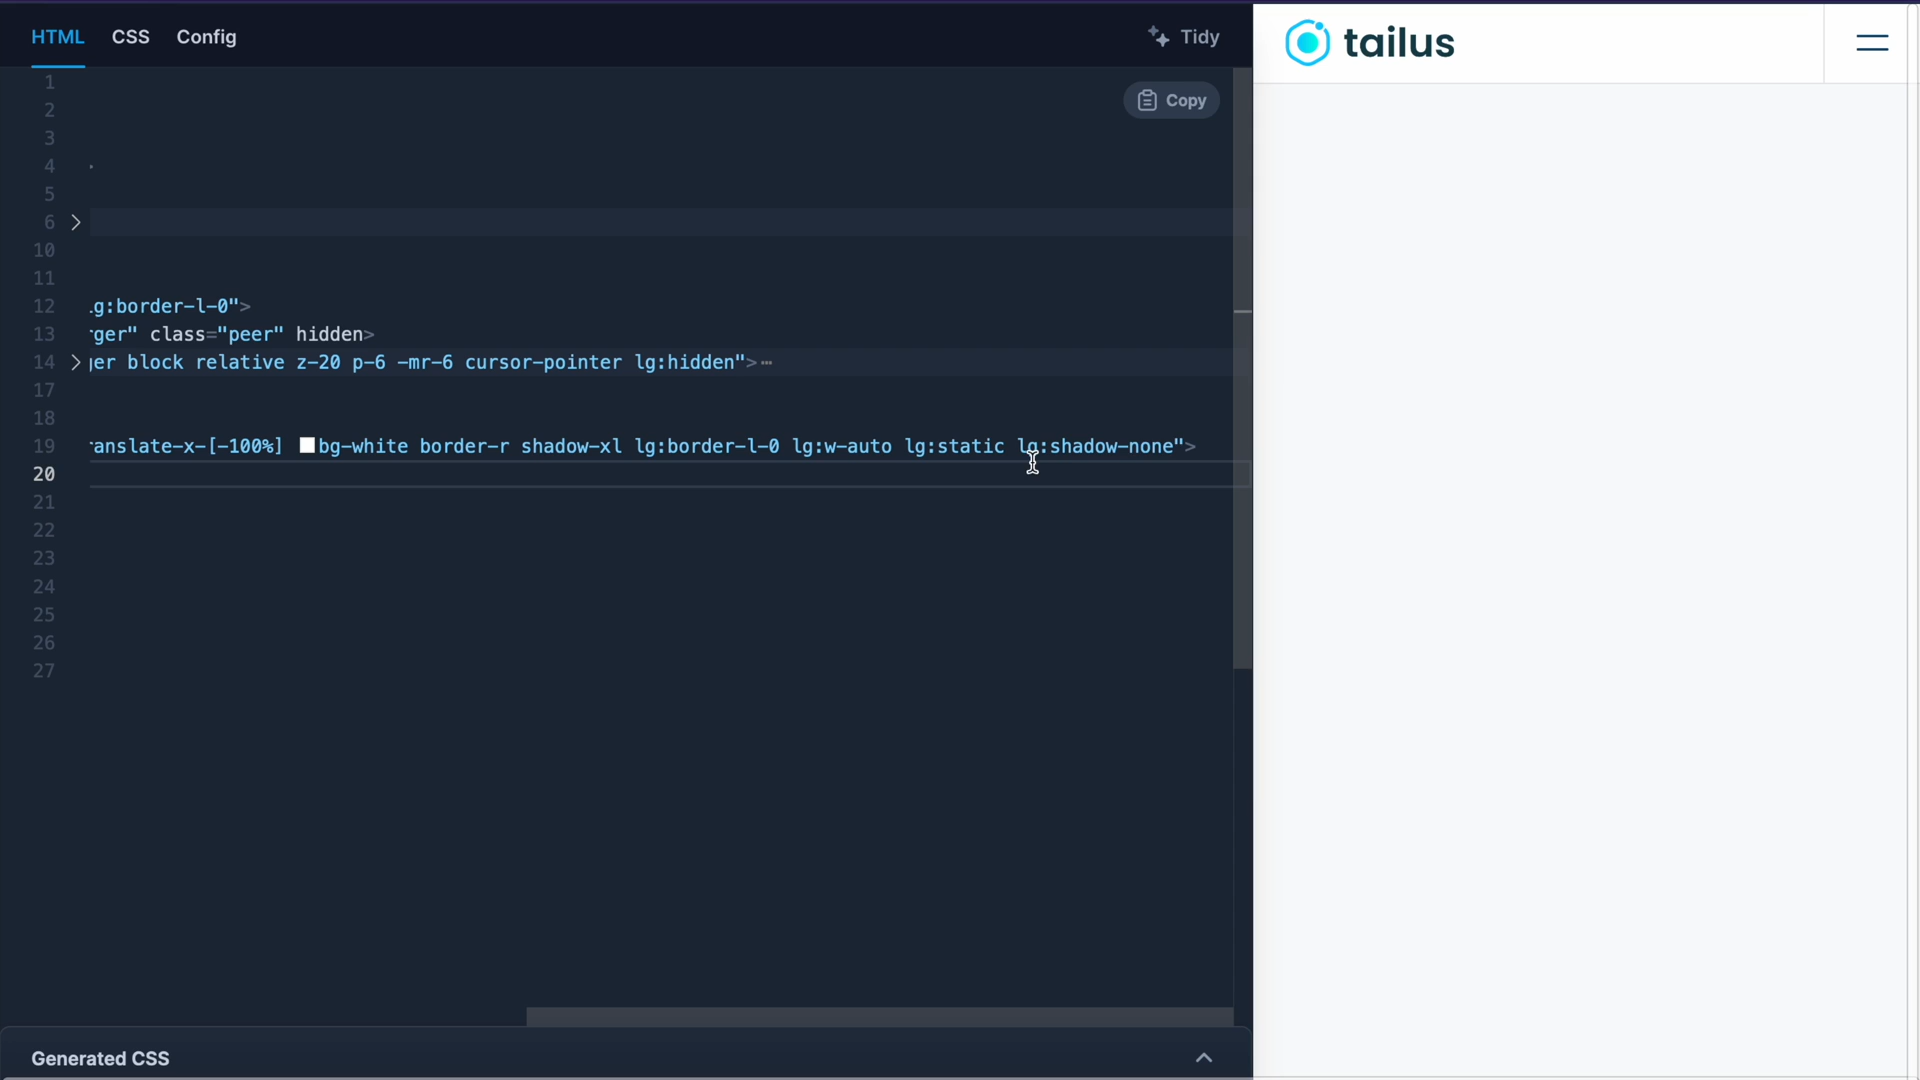 HTML CSS Config
Tidy
tailus
Copy
1
2
3
4
5
6
10
11
12 .g:border-l-0">
13 rger" class="peer" hidden>
14 er block relative z-20 p-6 -mr-6 cursor-pointer lg:hidden">
17
18
19 ranslate-x-[-100%] bg-white border-r shadow-xl lg:border-l-0 lg:w-auto lg:static lg:shadow-none">
20
21
22
23
24
25
26
27
Generated CSS